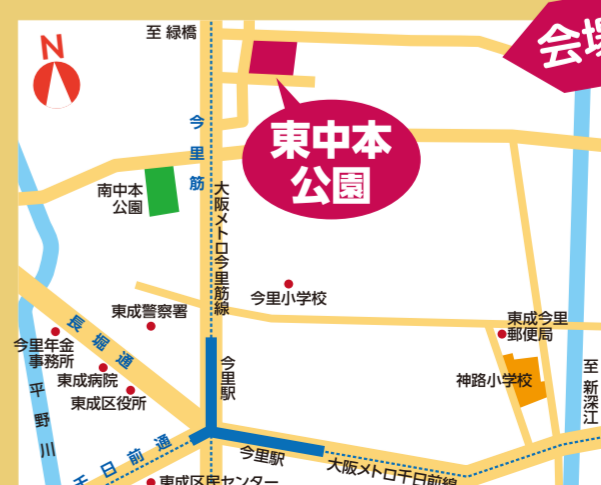 至 緑橋
N
会場
東中本
公園
今里筋
南中本
公園
大阪メトロ今里筋線
今里小学校
東成警察署
長堀通
今里年金
事務所
東成病院
東成区役所
平野川
今里駅
東成今里
郵便局
神路小学校
至 新深江
千日前通
今里駅
大阪メトロ千日前線
東成区民センター